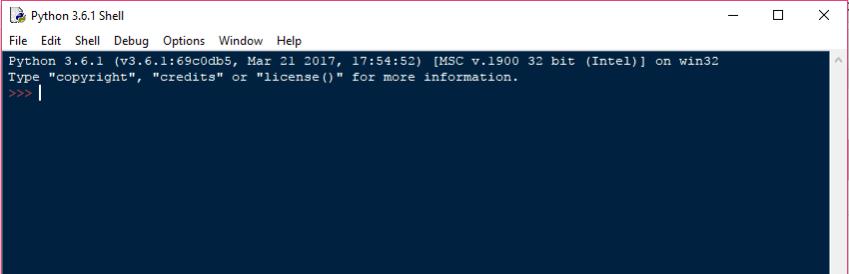 Python 3.6.1 Shell
File Edit Shell Debug Options Window Help
Python 3.6.1 (v3.6.1:69c0db5, Mar 21 2017, 17:54:52) [MSC v.1900 32 bit (Intel)] on win32
Type "copyright", "credits" or "license()" for more information.
>>>